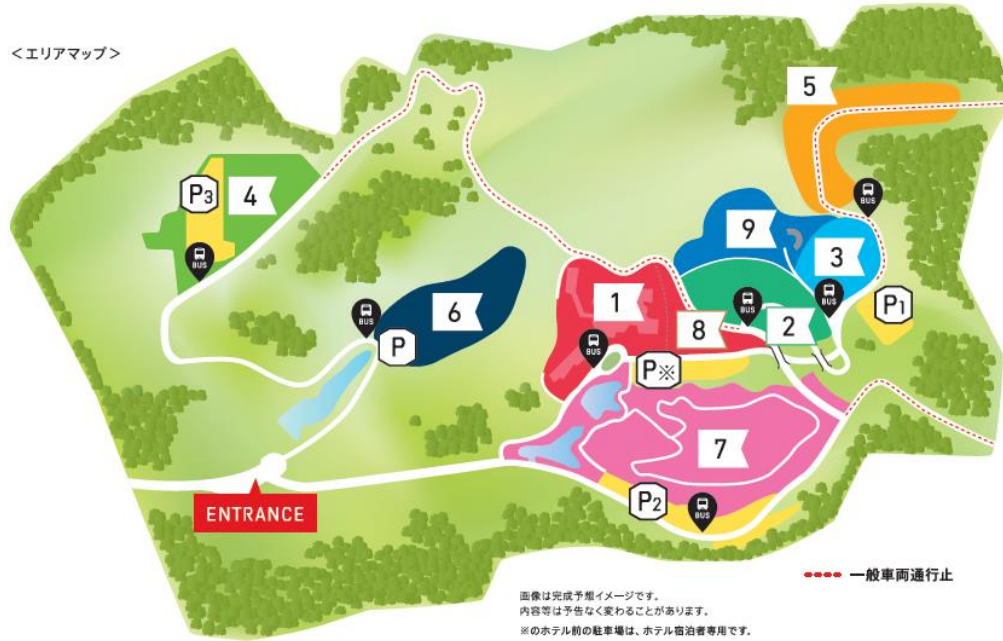 <エリアマップ>
5
P3
4
BUS
BUS
9
3
6
BUS
1
BUS
BUS
2
P1
P
8
BUS
P※
7
P2
BUS
ENTRANCE
一般車両通行止
画像は完成予想イメージです。
内容等は予告なく変わることがあります。
※のホテル前の駐車場は、ホテル宿泊者専用です。